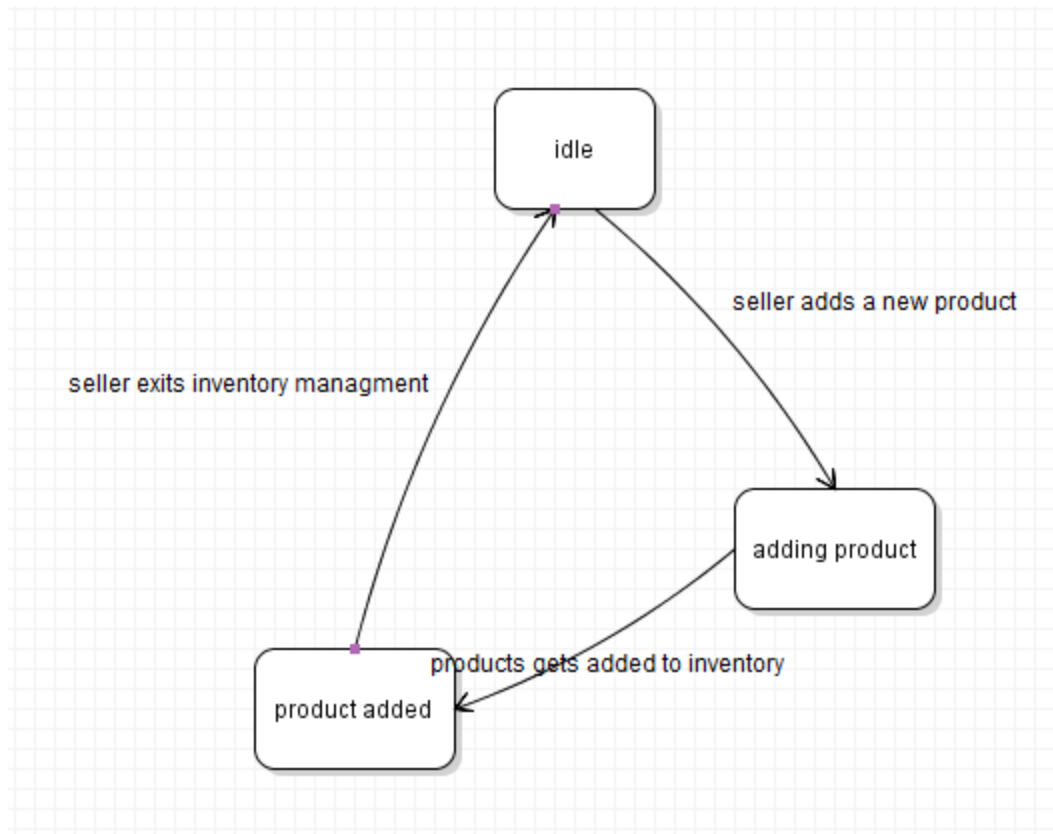 idle
seller adds a new product
seller exits inventory managment
adding product
products gets added to inventory
product added